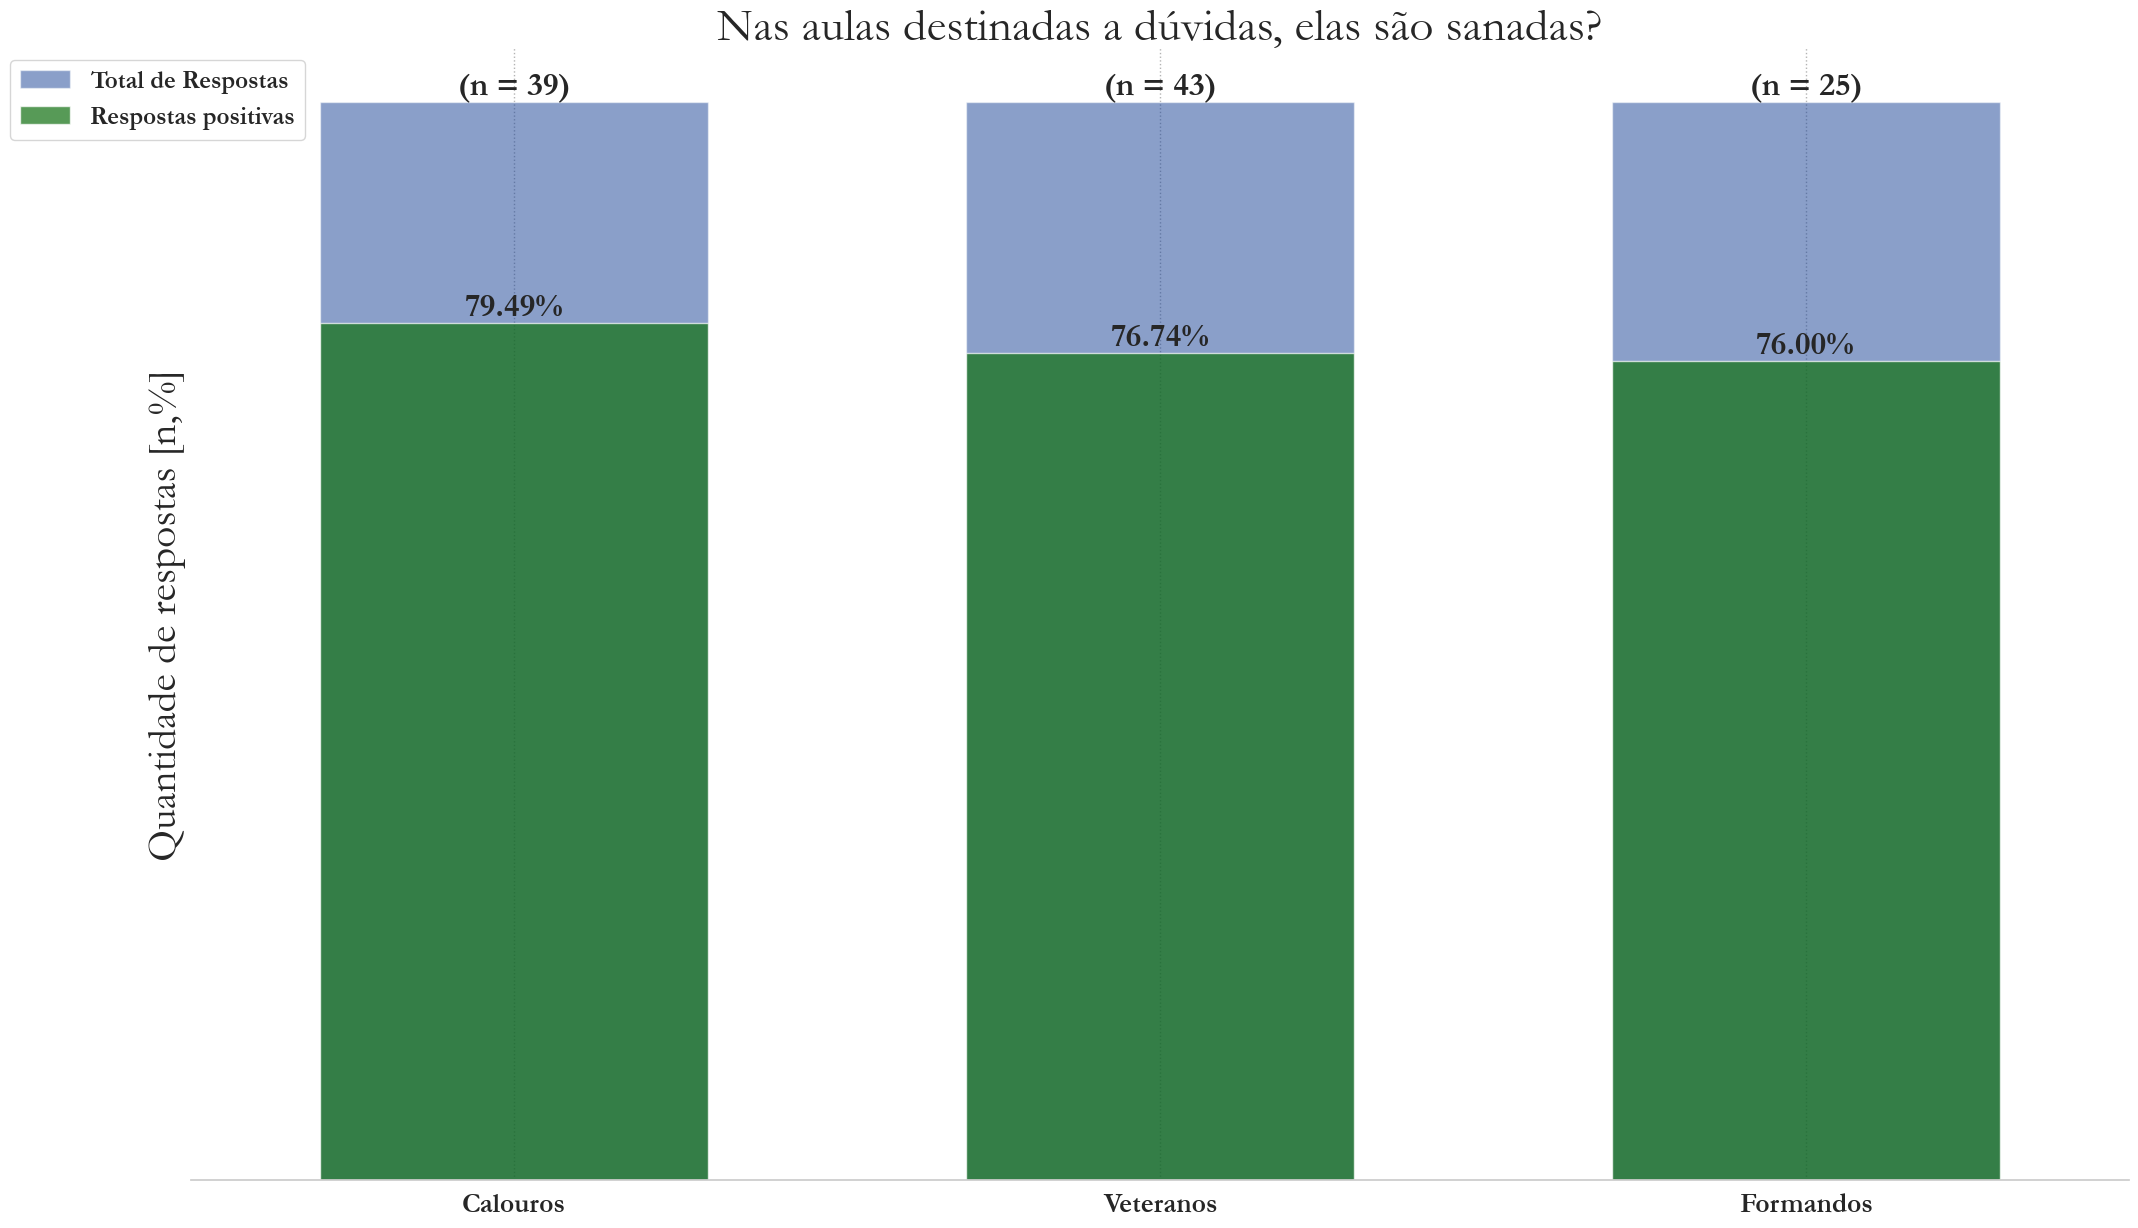 Nas aulas destinadas a dúvidas, elas são sanadas?
Total de Respostas
Respostas positivas
(n = 39)
(n = 43)
(n = 25)
79.49%
76.74%
76.00%
Quantidade de respostas [n,%]
Calouros
Veteranos
Formandos